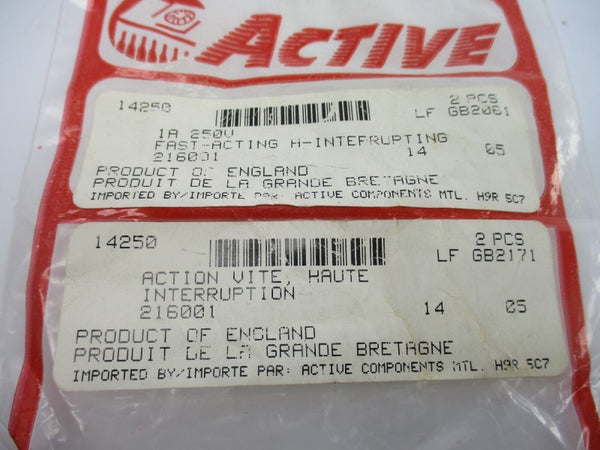 ACTIVE
14250
2 PCS
LF GB2061
1A 250V
FAST-ACTING H-INTERRUPTING
216001 14 05
PRODUCT OF ENGLAND
PRODUIT DE LA GRANDE BRETAGNE
IMPORTED BY/IMPORTE PAR: ACTIVE COMPONENTS MTL. H9R 5C7
14250
2 PCS
LF GB2171
ACTION VITE, HAUTE
INTERRUPTION
216001 14 05
PRODUCT OF ENGLAND
PRODUIT DE LA GRANDE BRETAGNE
IMPORTED BY/IMPORTE PAR: ACTIVE COMPONENTS MTL. H9R 5C7